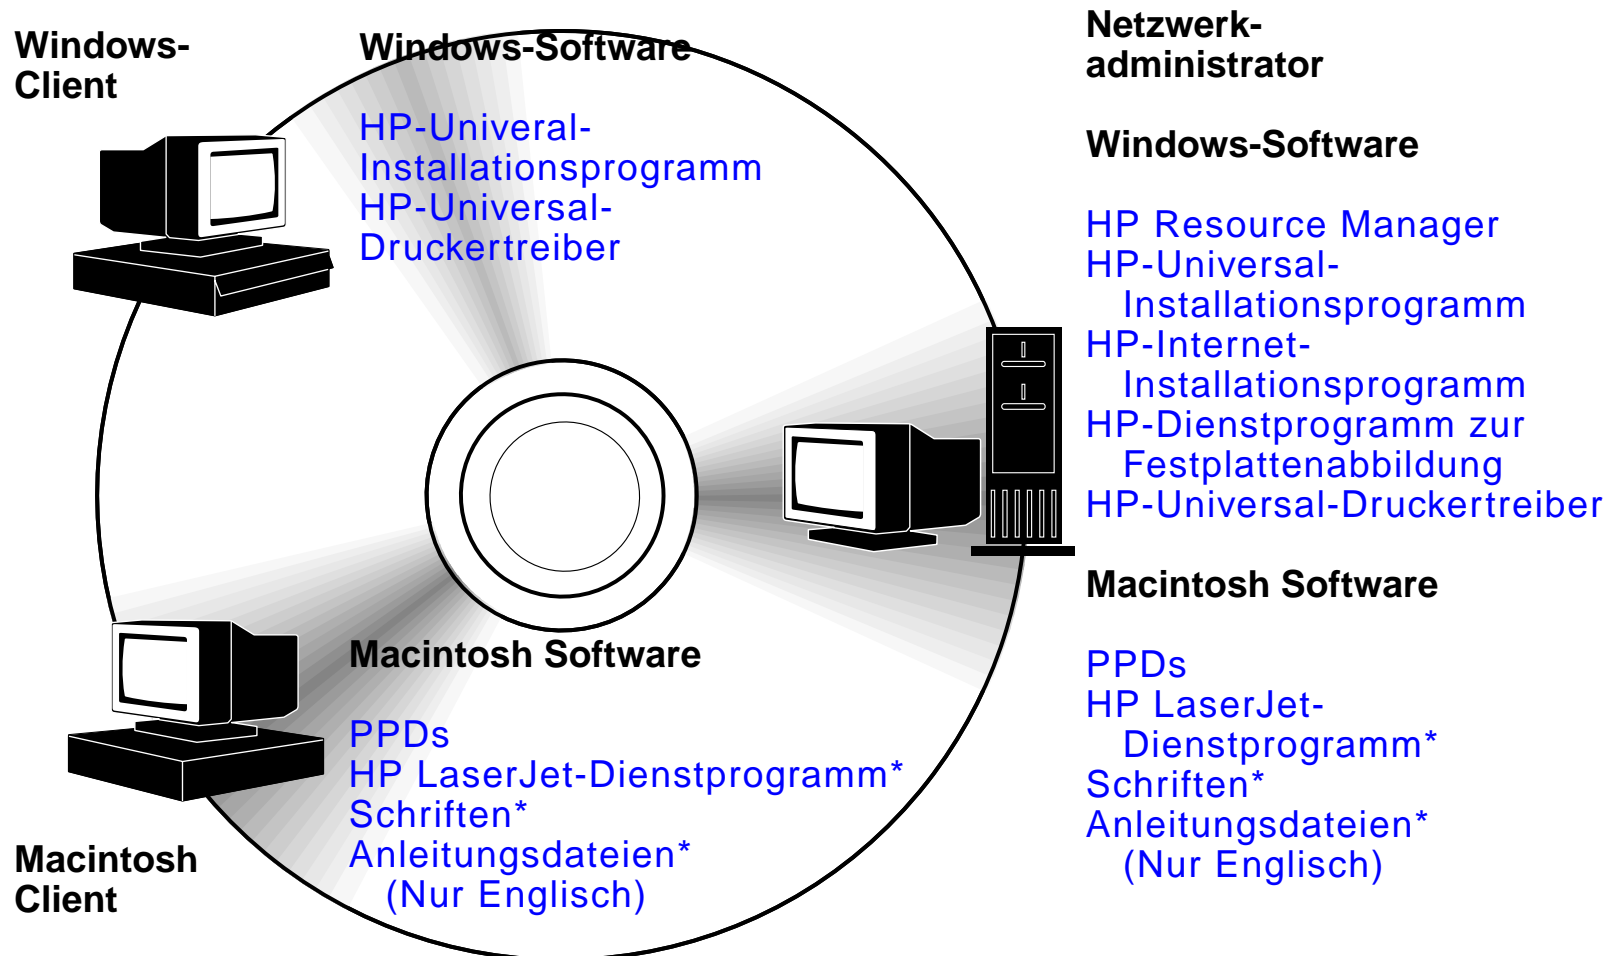 Windows-
Client
Windows-Software
HP-Univeral-
Installationsprogramm
HP-Universal-
Druckertreiber
Macintosh
Client
Macintosh Software
PPDs
HP LaserJet-Dienstprogramm*
Schriften*
Anleitungsdateien*
(Nur Englisch)
Netzwerk-
administrator
Windows-Software
HP Resource Manager
HP-Universal-
Installationsprogramm
HP-Internet-
Installationsprogramm
HP-Dienstprogramm zur
Festplattenabbildung
HP-Universal-Druckertreiber
Macintosh Software
PPDs
HP LaserJet-
Dienstprogramm*
Schriften*
Anleitungsdateien*
(Nur Englisch)